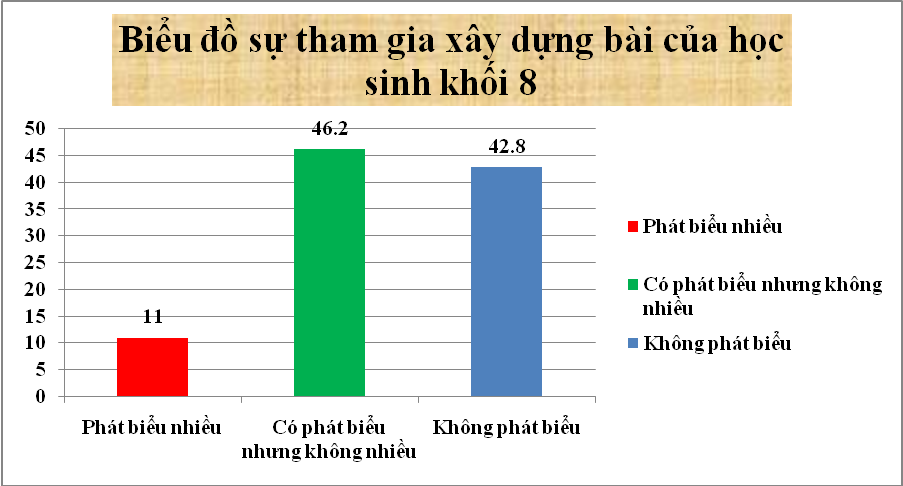 Biểu đồ sự tham gia xây dựng bài của học
sinh khối 8
50
45
40
35
30
25
20
15
10
5
0
11
46.2
42.8
Phát biểu nhiều
Có phát biểu
nhưng không nhiều
Không phát biểu
Phát biểu nhiều
Có phát biểu nhưng không
nhiều
Không phát biểu